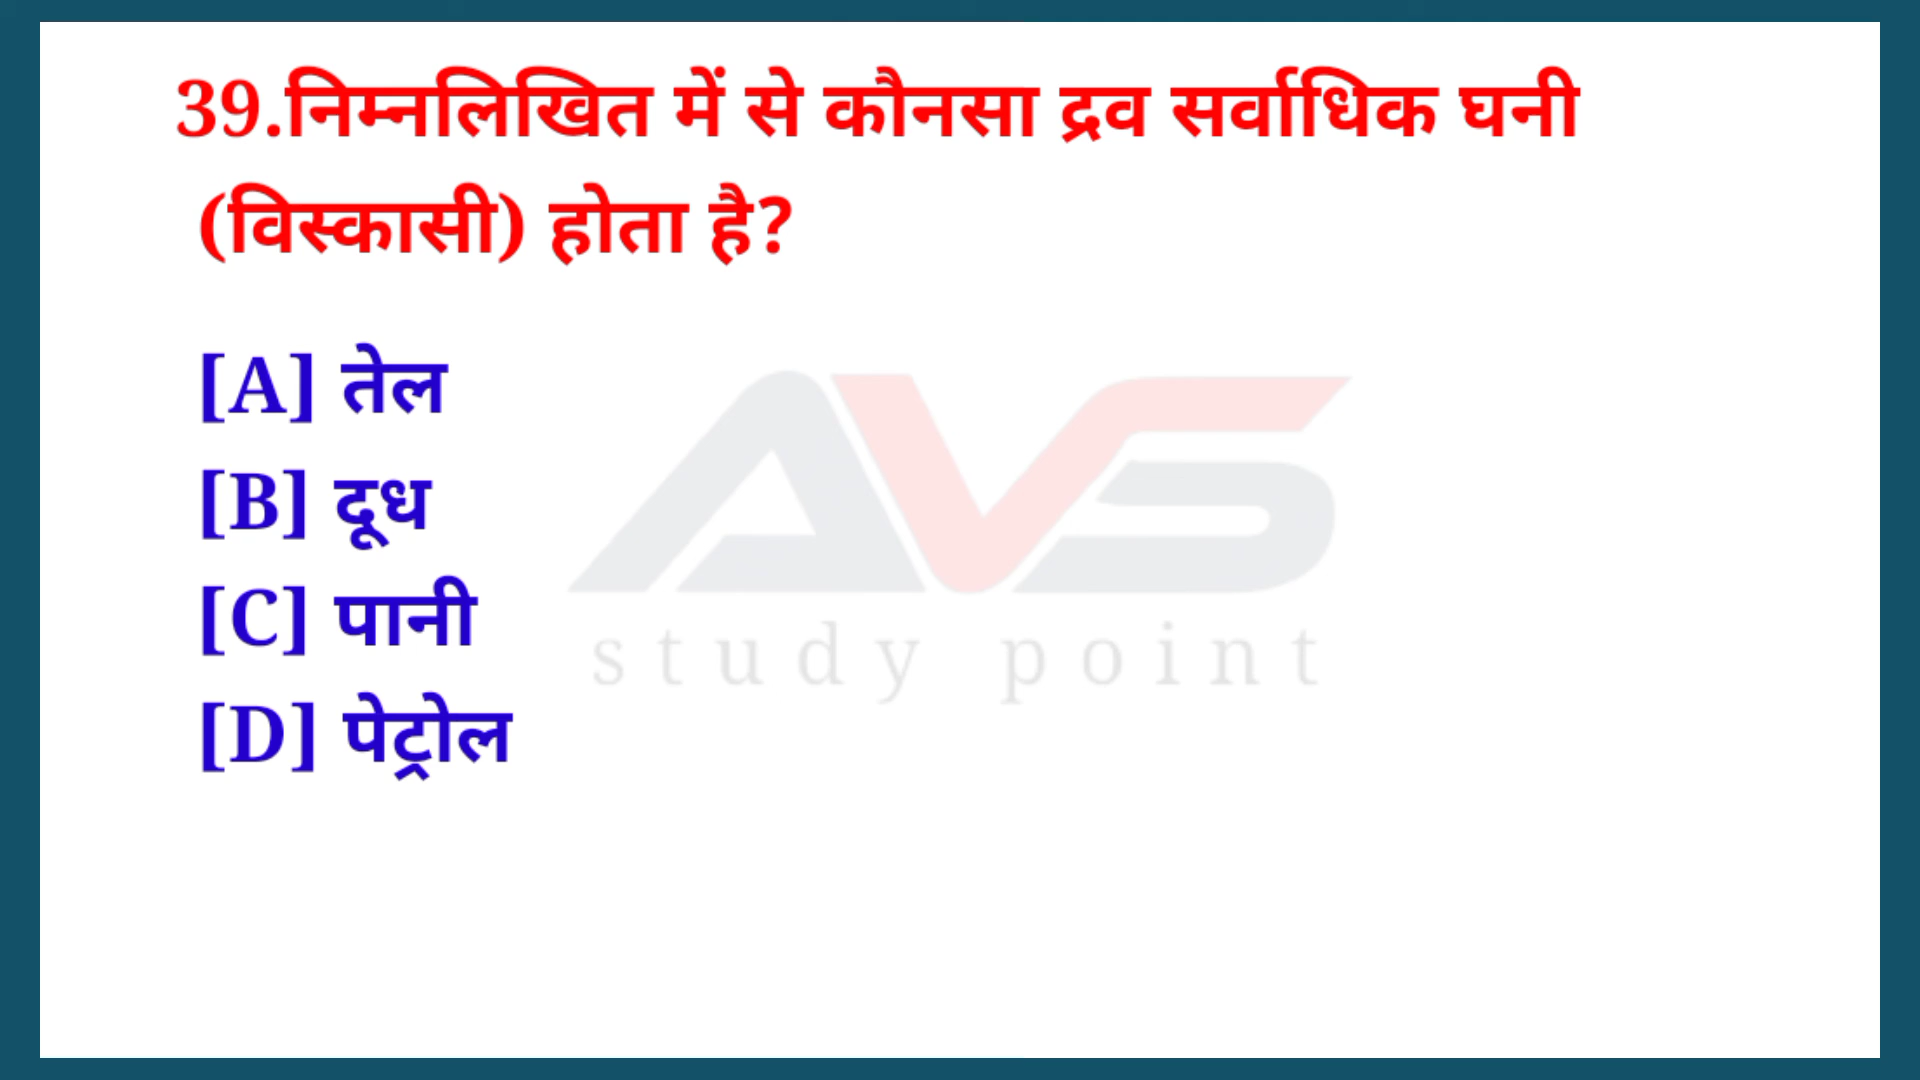 39.निम्नलिखित में से कौनसा द्रव सर्वाधिक घनी
(विस्कासी) होता है?
[A] तेल
[B] दूध
[C] पानी
[D] पेट्रोल
AVS
study point